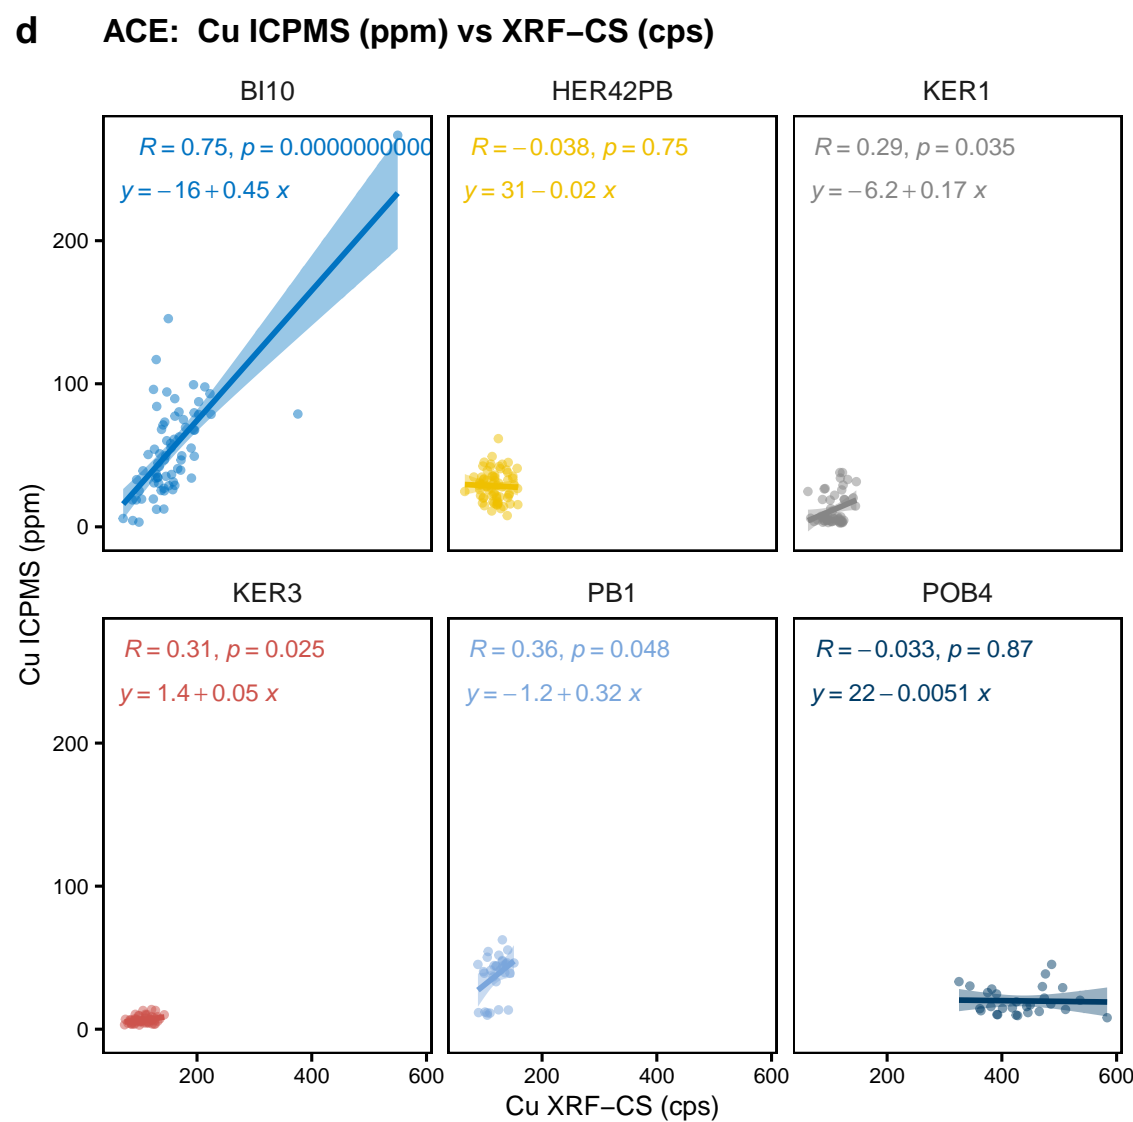 d ACE: Cu ICPMS (ppm) vs XRF−CS (cps)
BI10 HER42PB KER1
R = 0.75, p = 0.0000000000 R = −0.038, p = 0.75 R = 0.29, p = 0.035
y = −16 + 0.45 x y = 31 − 0.02 x y = −6.2 + 0.17 x
200
100
0
Cu ICPMS (ppm)
KER3 PB1 POB4
R = 0.31, p = 0.025 R = 0.36, p = 0.048 R = −0.033, p = 0.87
y = 1.4 + 0.05 x y = −1.2 + 0.32 x y = 22 − 0.0051 x
200
100
0
200 400 600 200 400 600 200 400 600
Cu XRF−CS (cps)